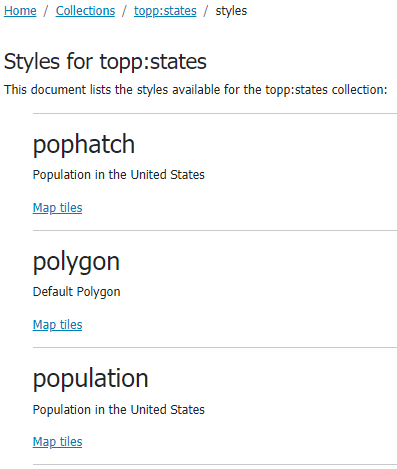 Home / Collections / topp:states / styles
Styles for topp:states
This document lists the styles available for the topp:states collection:
pophatch
Population in the United States
Map tiles
polygon
Default Polygon
Map tiles
population
Population in the United States
Map tiles